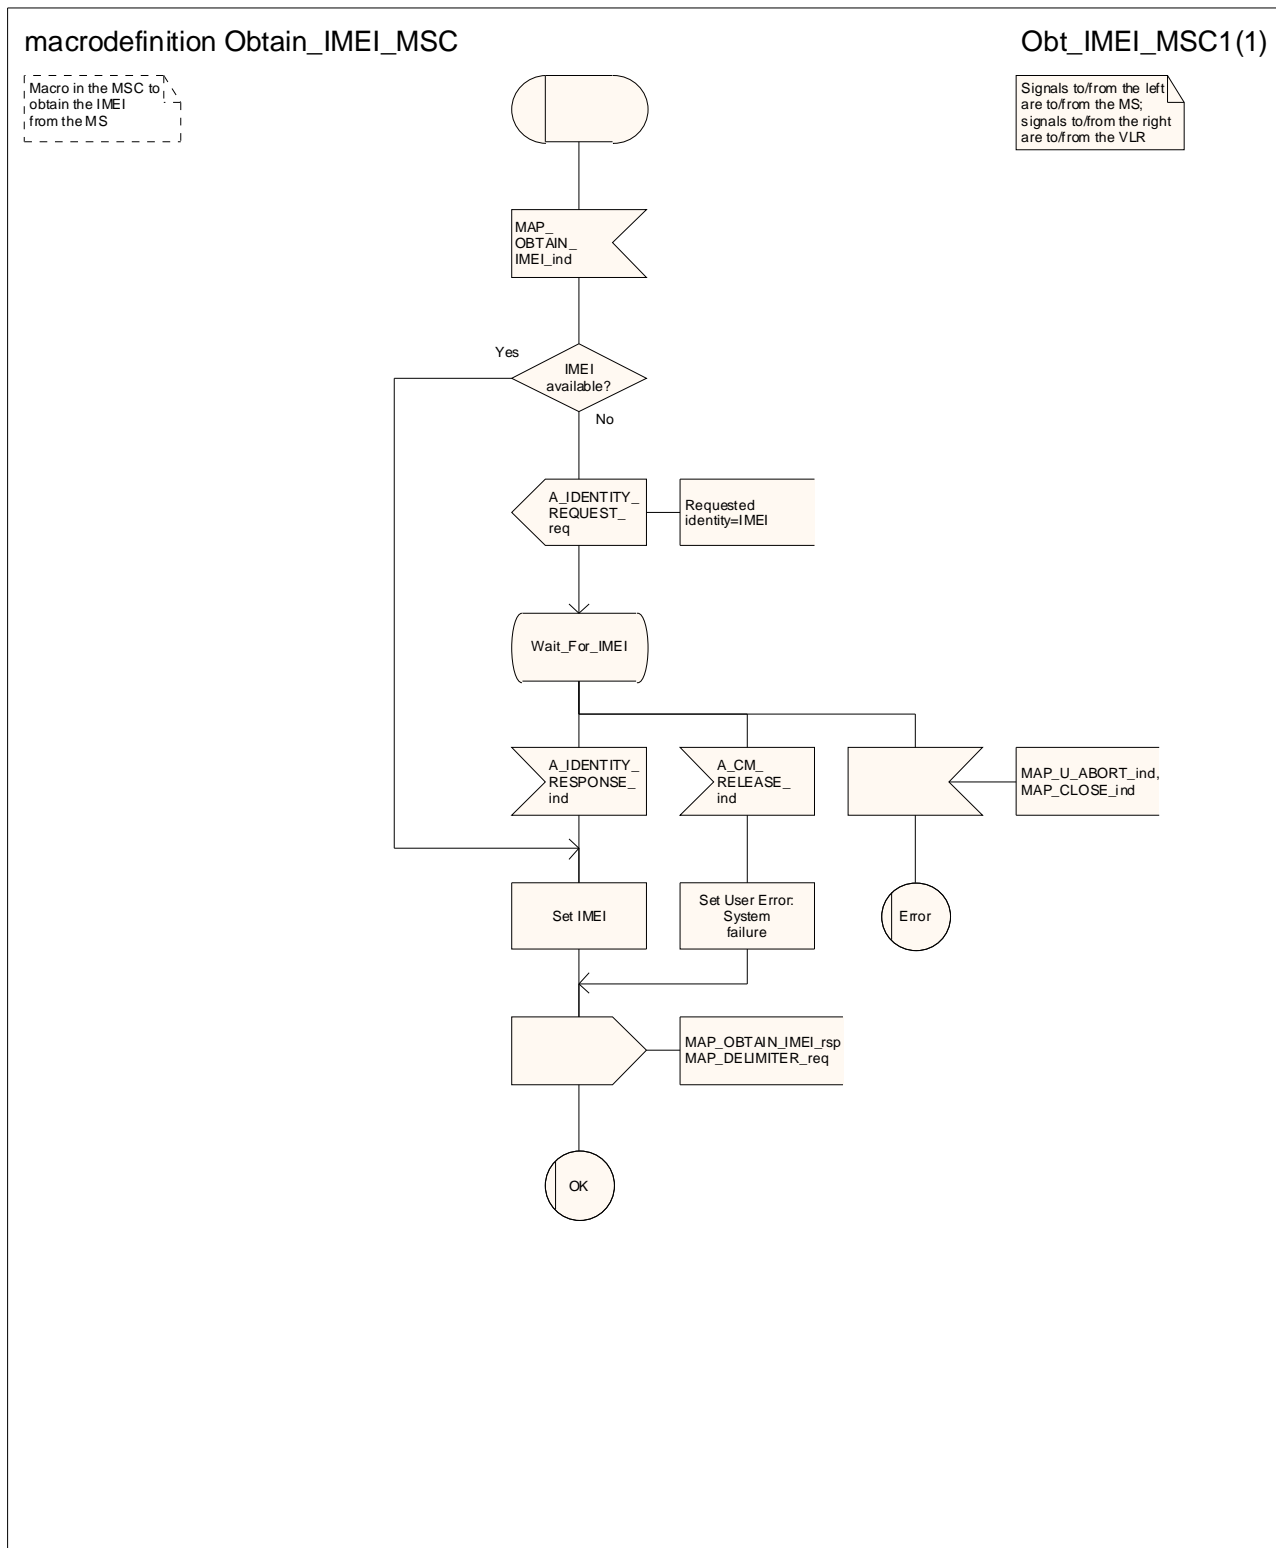 macrodefinition Obtain_IMEI_MSC
Obt_IMEI_MSC1(1)
Macro in the MSC to
obtain the IMEI
from the MS
Signals to/from the left
are to/from the MS;
signals to/from the right
are to/from the VLR
MAP_
OBTAIN_
IMEI_ind
Yes
IMEI
available?
No
A_IDENTITY_
REQUEST_
req
Requested
identity=IMEI
Wait_For_IMEI
A_IDENTITY_
RESPONSE_
ind
A_CM_
RELEASE_
ind
MAP_U_ABORT_ind,
MAP_CLOSE_ind
Set IMEI
Set User Error:
System
failure
Error
MAP_OBTAIN_IMEI_rsp
MAP_DELIMITER_req
OK